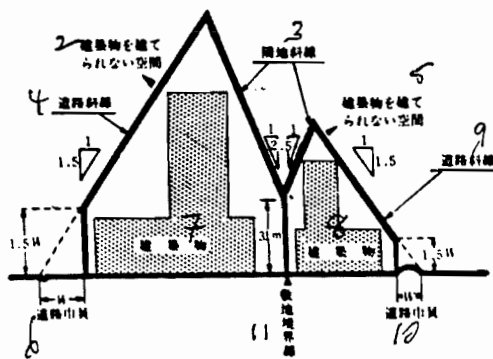 2
建築物を建て
られない空間
3
隣地斜線
4
道路斜線
5
建築物を建て
られない空間
9
道路斜線
1
1.5
1
2.5
1
1
1.5
7
建築物
8
建築物
1.5W
31m
1.5W
W
道路巾員
6
11
敷地境界線
W
道路巾員
10